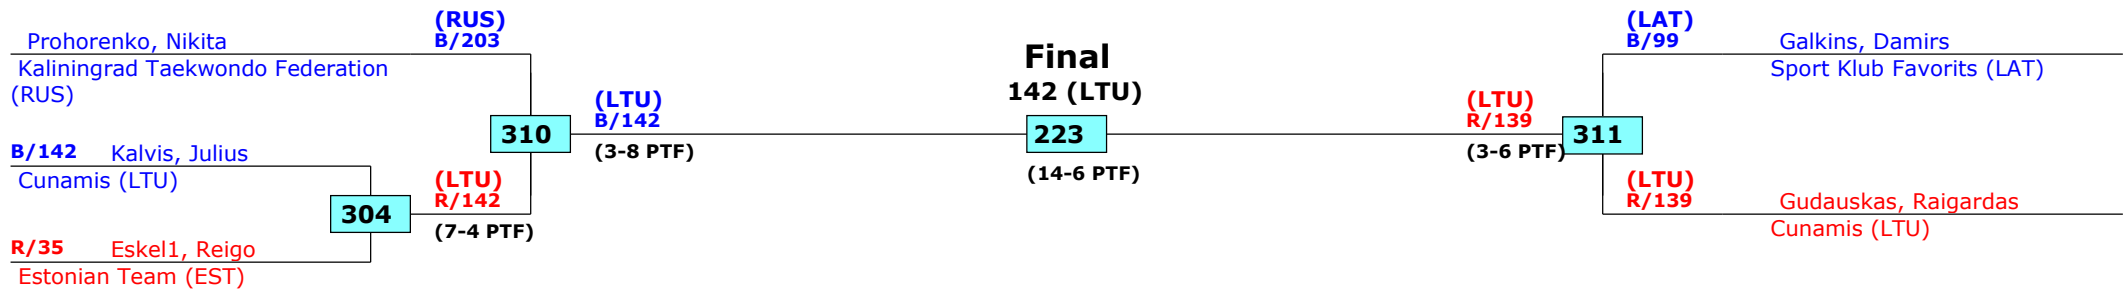 (RUS)
B/203
Prohorenko, Nikita
Kaliningrad Taekwondo Federation
(RUS)
B/142 Kalvis, Julius
Cunamis (LTU)
304
R/35 Eskel1, Reigo
Estonian Team (EST)
(LTU)
R/142
(7-4 PTF)
310
(LTU)
B/142
(3-8 PTF)
Final
142 (LTU)
223
(14-6 PTF)
(LTU)
R/139
(3-6 PTF)
311
(LAT)
B/99 Galkins, Damirs
Sport Klub Favorits (LAT)
(LTU)
R/139 Gudauskas, Raigardas
Cunamis (LTU)